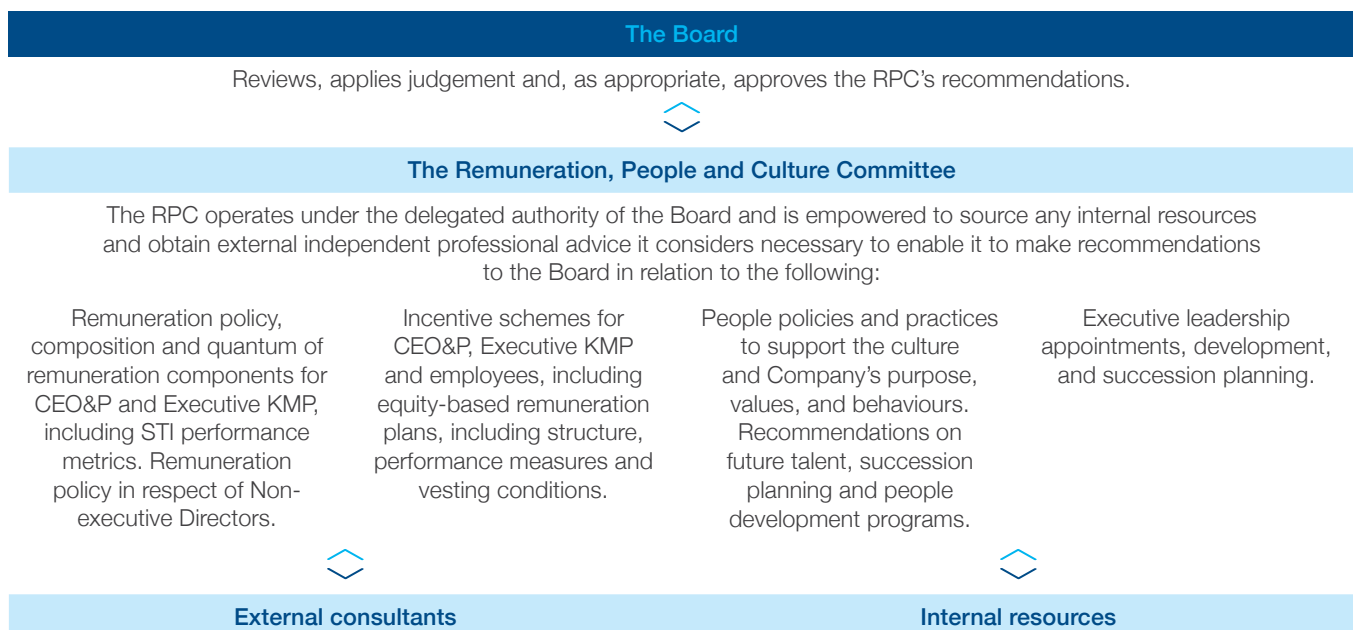 The Board
Reviews, applies judgement and, as appropriate, approves the RPC's recommendations.
The Remuneration, People and Culture Committee
The RPC operates under the delegated authority of the Board and is empowered to source any internal resources
and obtain external independent professional advice it considers necessary to enable it to make recommendations
to the Board in relation to the following:
Remuneration policy,
composition and quantum of
remuneration components for
CEO&P and Executive KMP,
including STI performance
metrics. Remuneration
policy in respect of Non-
executive Directors.
Incentive schemes for
CEO&P, Executive KMP
and employees, including
equity-based remuneration
plans, including structure,
performance measures and
vesting conditions.
People policies and practices
to support the culture
and Company's purpose,
values, and behaviours.
Recommendations on
future talent, succession
planning and people
development programs.
Executive leadership
appointments, development,
and succession planning.
External consultants
Internal resources